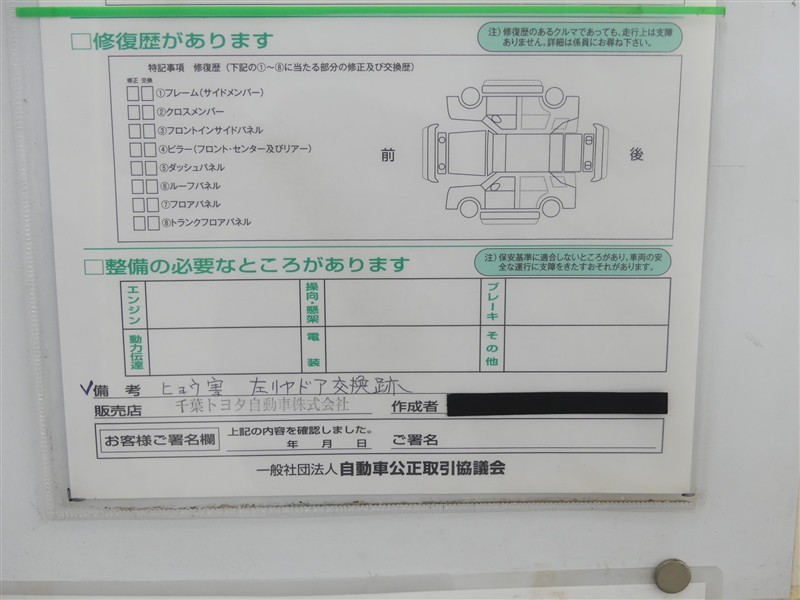 □修復歴があります
注）修復歴のあるクルマであっても、走行上は支障
ありません。詳細は係員にお尋ね下さい。
特記事項　修復歴（下記の①～⑧に当たる部分の修正及び交換歴）
修正 交換
①フレーム（サイドメンバー）
②クロスメンバー
③フロントインサイドパネル
④ピラー（フロント・センター及びリアー）
⑤ダッシュパネル
⑥ルーフパネル
⑦フロアパネル
⑧トランクフロアパネル
前
後
□整備の必要なところがあります
注）保安基準に適合しないところがあり、車両の安
全な運行に支障をきたすおそれがあります。
エンジン
操向・懸架
ブレーキ
動力伝達
電装
その他
✓備考 ヒョウ害 左リヤドア交換跡
販売店 千葉トヨタ自動車株式会社 作成者
お客様ご署名欄
上記の内容を確認しました。
年 月 日 ご署名
一般社団法人 自動車公正取引協議会